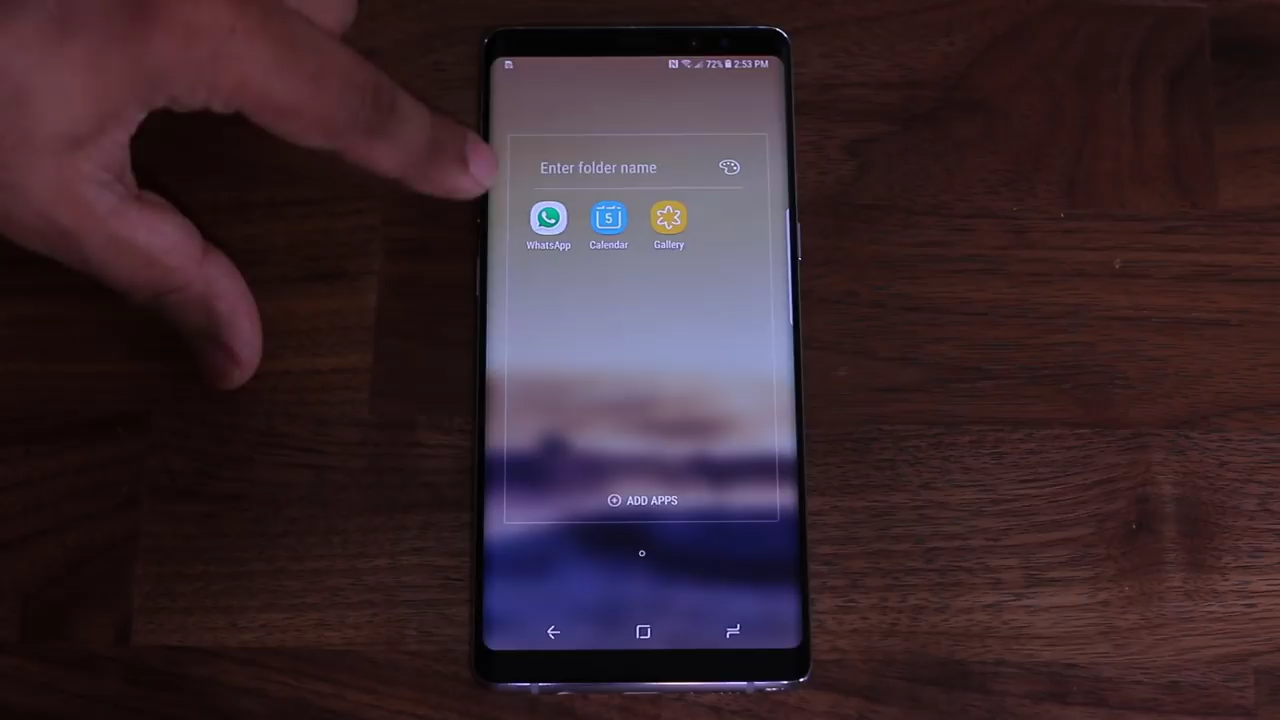 72% 2:53 PM
Enter folder name
5
WhatsApp Calendar Gallery
ADD APPS